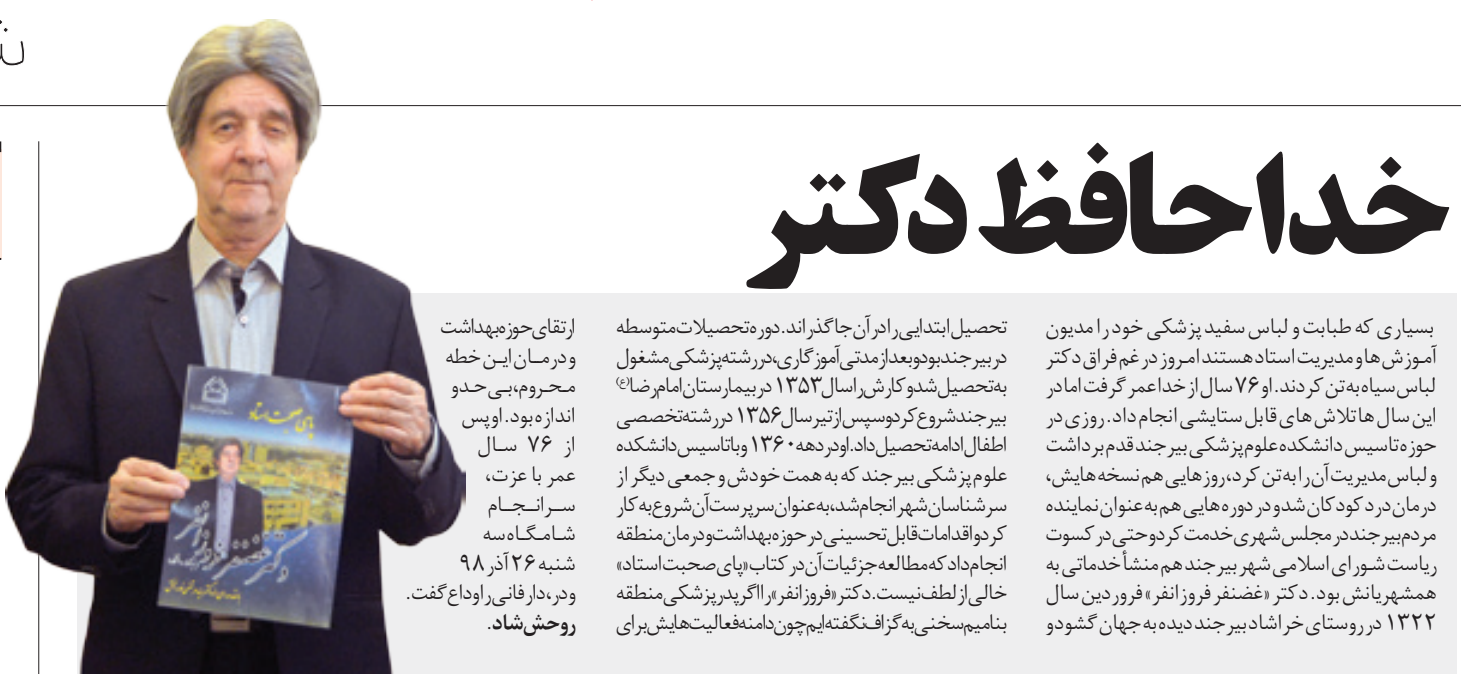 خداحافظ دکتر
بسیاری که طبابت و لباس سفید پزشکی خود را مدیون
آموزش‌ها و مدیریت استاد هستند امروز در غم فراق دکتر
لباس سیاه به تن کردند. او ۷۶ سال از خدا عمر گرفت اما در
این سال‌ها تلاش‌های قابل ستایشی انجام داد. روزی در
حوزه تاسیس دانشکده علوم پزشکی بیرجند قدم برداشت
و لباس مدیریت آن را به تن کرد، روزهایی هم نسخه‌هایش،
درمان درد کودکان شد و در دوره‌هایی هم به عنوان نماینده
مردم بیرجند در مجلس شهری خدمت کرد و حتی در کسوت
ریاست شورای اسلامی شهر بیرجند هم منشأ خدماتی به
همشهریانش بود. دکتر «غضنفر فروزانفر» فروردین سال
۱۳۲۲ در روستای خراشاد بیرجند دیده به جهان گشود و
تحصیل ابتدایی را در آن جا گذراند. دوره تحصیلات متوسطه
در بیرجند بود و بعد از مدتی آموزگاری، در رشته پزشکی مشغول
به تحصیل شد و کارش را سال ۱۳۵۳ در بیمارستان امام رضا(ع)
بیرجند شروع کرد و سپس از تیر سال ۱۳۵۶ در رشته تخصصی
اطفال ادامه تحصیل داد. او در دهه ۱۳۶۰ و با تاسیس دانشکده
علوم پزشکی بیرجند که به همت خودش و جمعی دیگر از
سرشناسان شهر انجام شد، به عنوان سرپرست آن شروع به کار
کرد و اقدامات قابل تحسینی در حوزه بهداشت و درمان منطقه
انجام داد که مطالعه جزئیات آن در کتاب «پای صحبت استاد»
خالی از لطف نیست. دکتر «فروزانفر» را اگر پدر پزشکی منطقه
بنامیم سخنی به گزاف نگفته‌ایم چون دامنه فعالیت‌هایش برای
ارتقای حوزه بهداشت
و درمان این خطه
محروم، بی حد و
اندازه بود. او پس
از ۷۶ سال
عمر با عزت،
سرانجام
شامگاه سه
شنبه ۲۶ آذر ۹۸
ودر، دار فانی را وداع گفت.
روحش شاد.
پای صحبت استاد
دکتر غضنفر فروزانفر